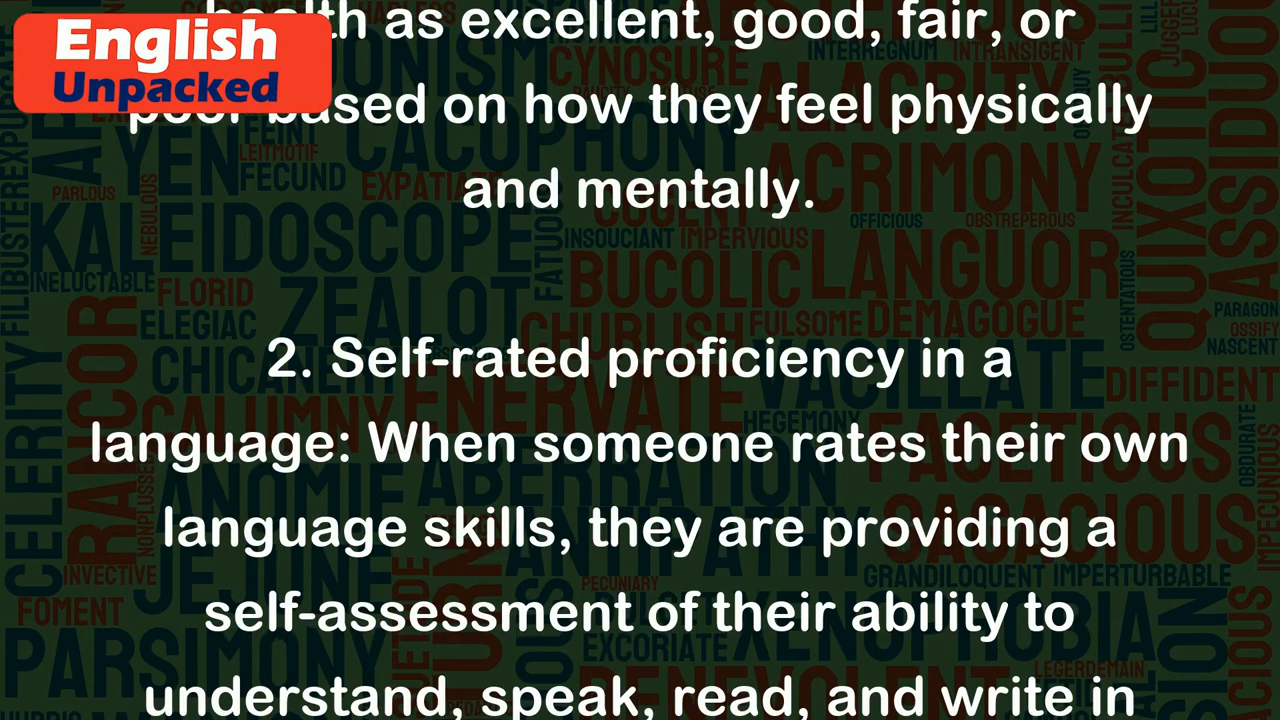 English
Unpacked
health as excellent, good, fair, or
poor based on how they feel physically
and mentally.
2. Self-rated proficiency in a
language: When someone rates their own
language skills, they are providing a
self-assessment of their ability to
understand, speak, read, and write in
INTERREGNUM
INTRANSIGENT
CYNOSURE
ALACRITY
YEN
FEINT
LEITMOTIF
FECUND
CACOPHONY
EXPATIATE
ACRIMONY
PARLOUS
NEBULOUS
KALEIDOSCOPE
FATUOUS
COGENT
OFFICIOUS
OBSTREPEROUS
INSOUCIANT
IMPERVIOUS
BUCOLIC
LANGUOR
QUIXOTIC
ASSIDUOUS
FILIBUSTER
INELUCTABLE
FLORID
ELEGIAC
ZEALOT
CHURLISH
FULSOME
DEMAGOGUE
OSTENTATIOUS
PARAGON
OSSIFY
NASCENT
CELERITY
RANCOR
CALUMNY
ENERVATE
VACILLATE
DIFFIDENT
HEGEMONY
FACETIOUS
OBDURATE
IMPECUNIOUS
ANOMIE
ABERRATION
NONPLUSSED
ANTIPATHY
INVECTIVE
JEJUNE
PECUNIARY
GRANDILOQUENT
IMPERTURBABLE
FOMENT
PARSIMONY
EXCORIATE
XENOPHOBIA
LEGERDEMAIN
BENEVOLENT